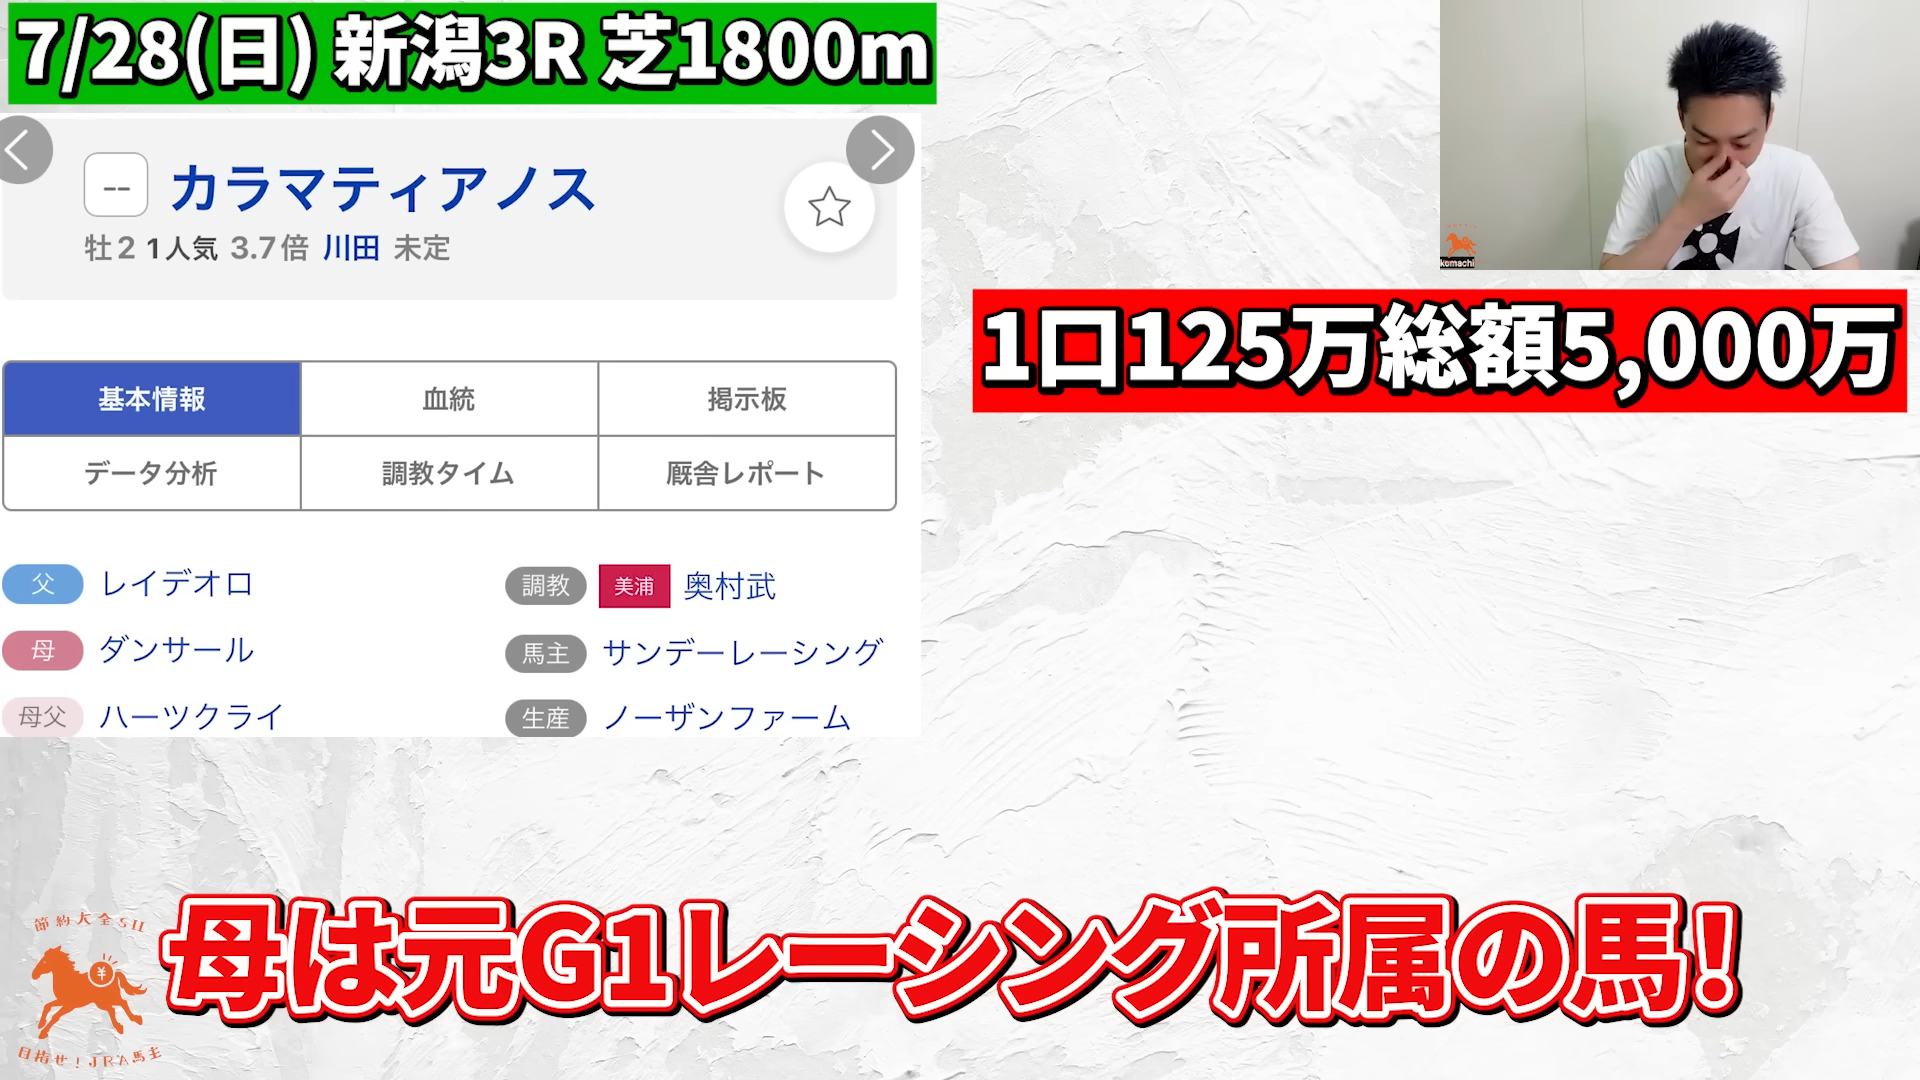 7/28(日) 新潟3R 芝1800m
--
カラマティアノス
牡2 1人気 3.7倍 川田 未定
komachi
1口125万総額5,000万
基本情報 血統 掲示板
データ分析 調教タイム 厩舎レポート
父 レイデオロ 調教 美浦 奥村武
母 ダンサール 馬主 サンデーレーシング
母父 ハーツクライ 生産 ノーザンファーム
節約大全SII
¥
母は元G1レーシング所属の馬!
目指せ!JRA馬主